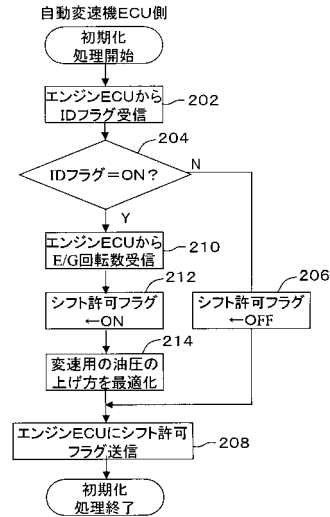 自動変速機ECU側
初期化
処理開始
エンジンECUから
IDフラグ受信
202
204
IDフラグ=ON?
N
Y
エンジンECUから
E/G回転数受信
210
212
シフト許可フラグ
←ON
206
シフト許可フラグ
←OFF
214
変速用の油圧の
上げ方を最適化
エンジンECUにシフト許可
フラグ送信
208
初期化
処理終了